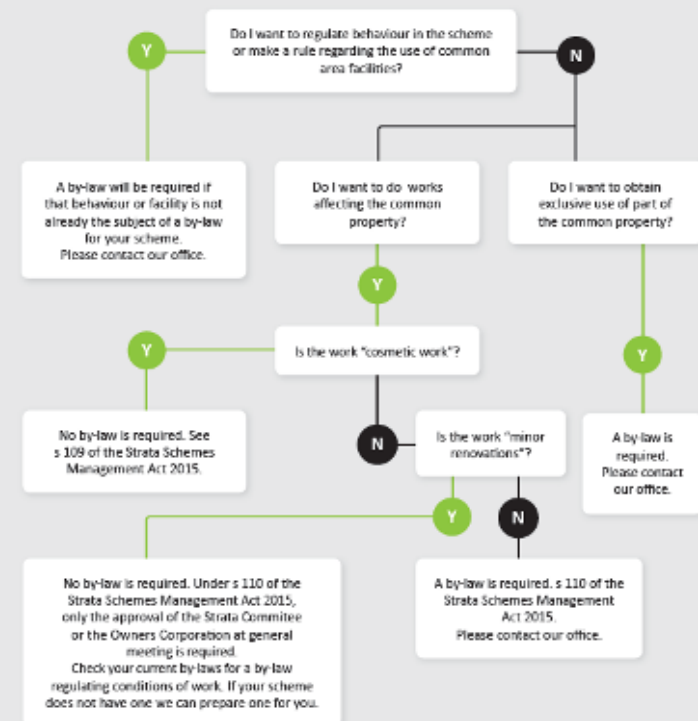 Do I want to regulate behaviour in the scheme
or make a rule regarding the use of common
area facilities?
Y
N
A by-law will be required if
that behaviour or facility is not
already the subject of a by-law
for your scheme.
Please contact our office.
Do I want to do works
affecting the common
property?
Do I want to obtain
exclusive use of part of
the common property?
Y
Y
Is the work "cosmetic work"?
Y
No by-law is required. See
s 109 of the Strata Schemes
Management Act 2015.
N
Is the work "minor
renovations"?
A by-law is
required.
Please contact
our office.
Y
N
No by-law is required. Under s 110 of the
Strata Schemes Management Act 2015,
only the approval of the Strata Commitee
or the Owners Corporation at general
meeting is required.
Check your current by-laws for a by-law
regulating conditions of work. If your scheme
does not have one we can prepare one for you.
A by-law is required. s 110 of the
Strata Schemes Management
Act 2015.
Please contact our office.